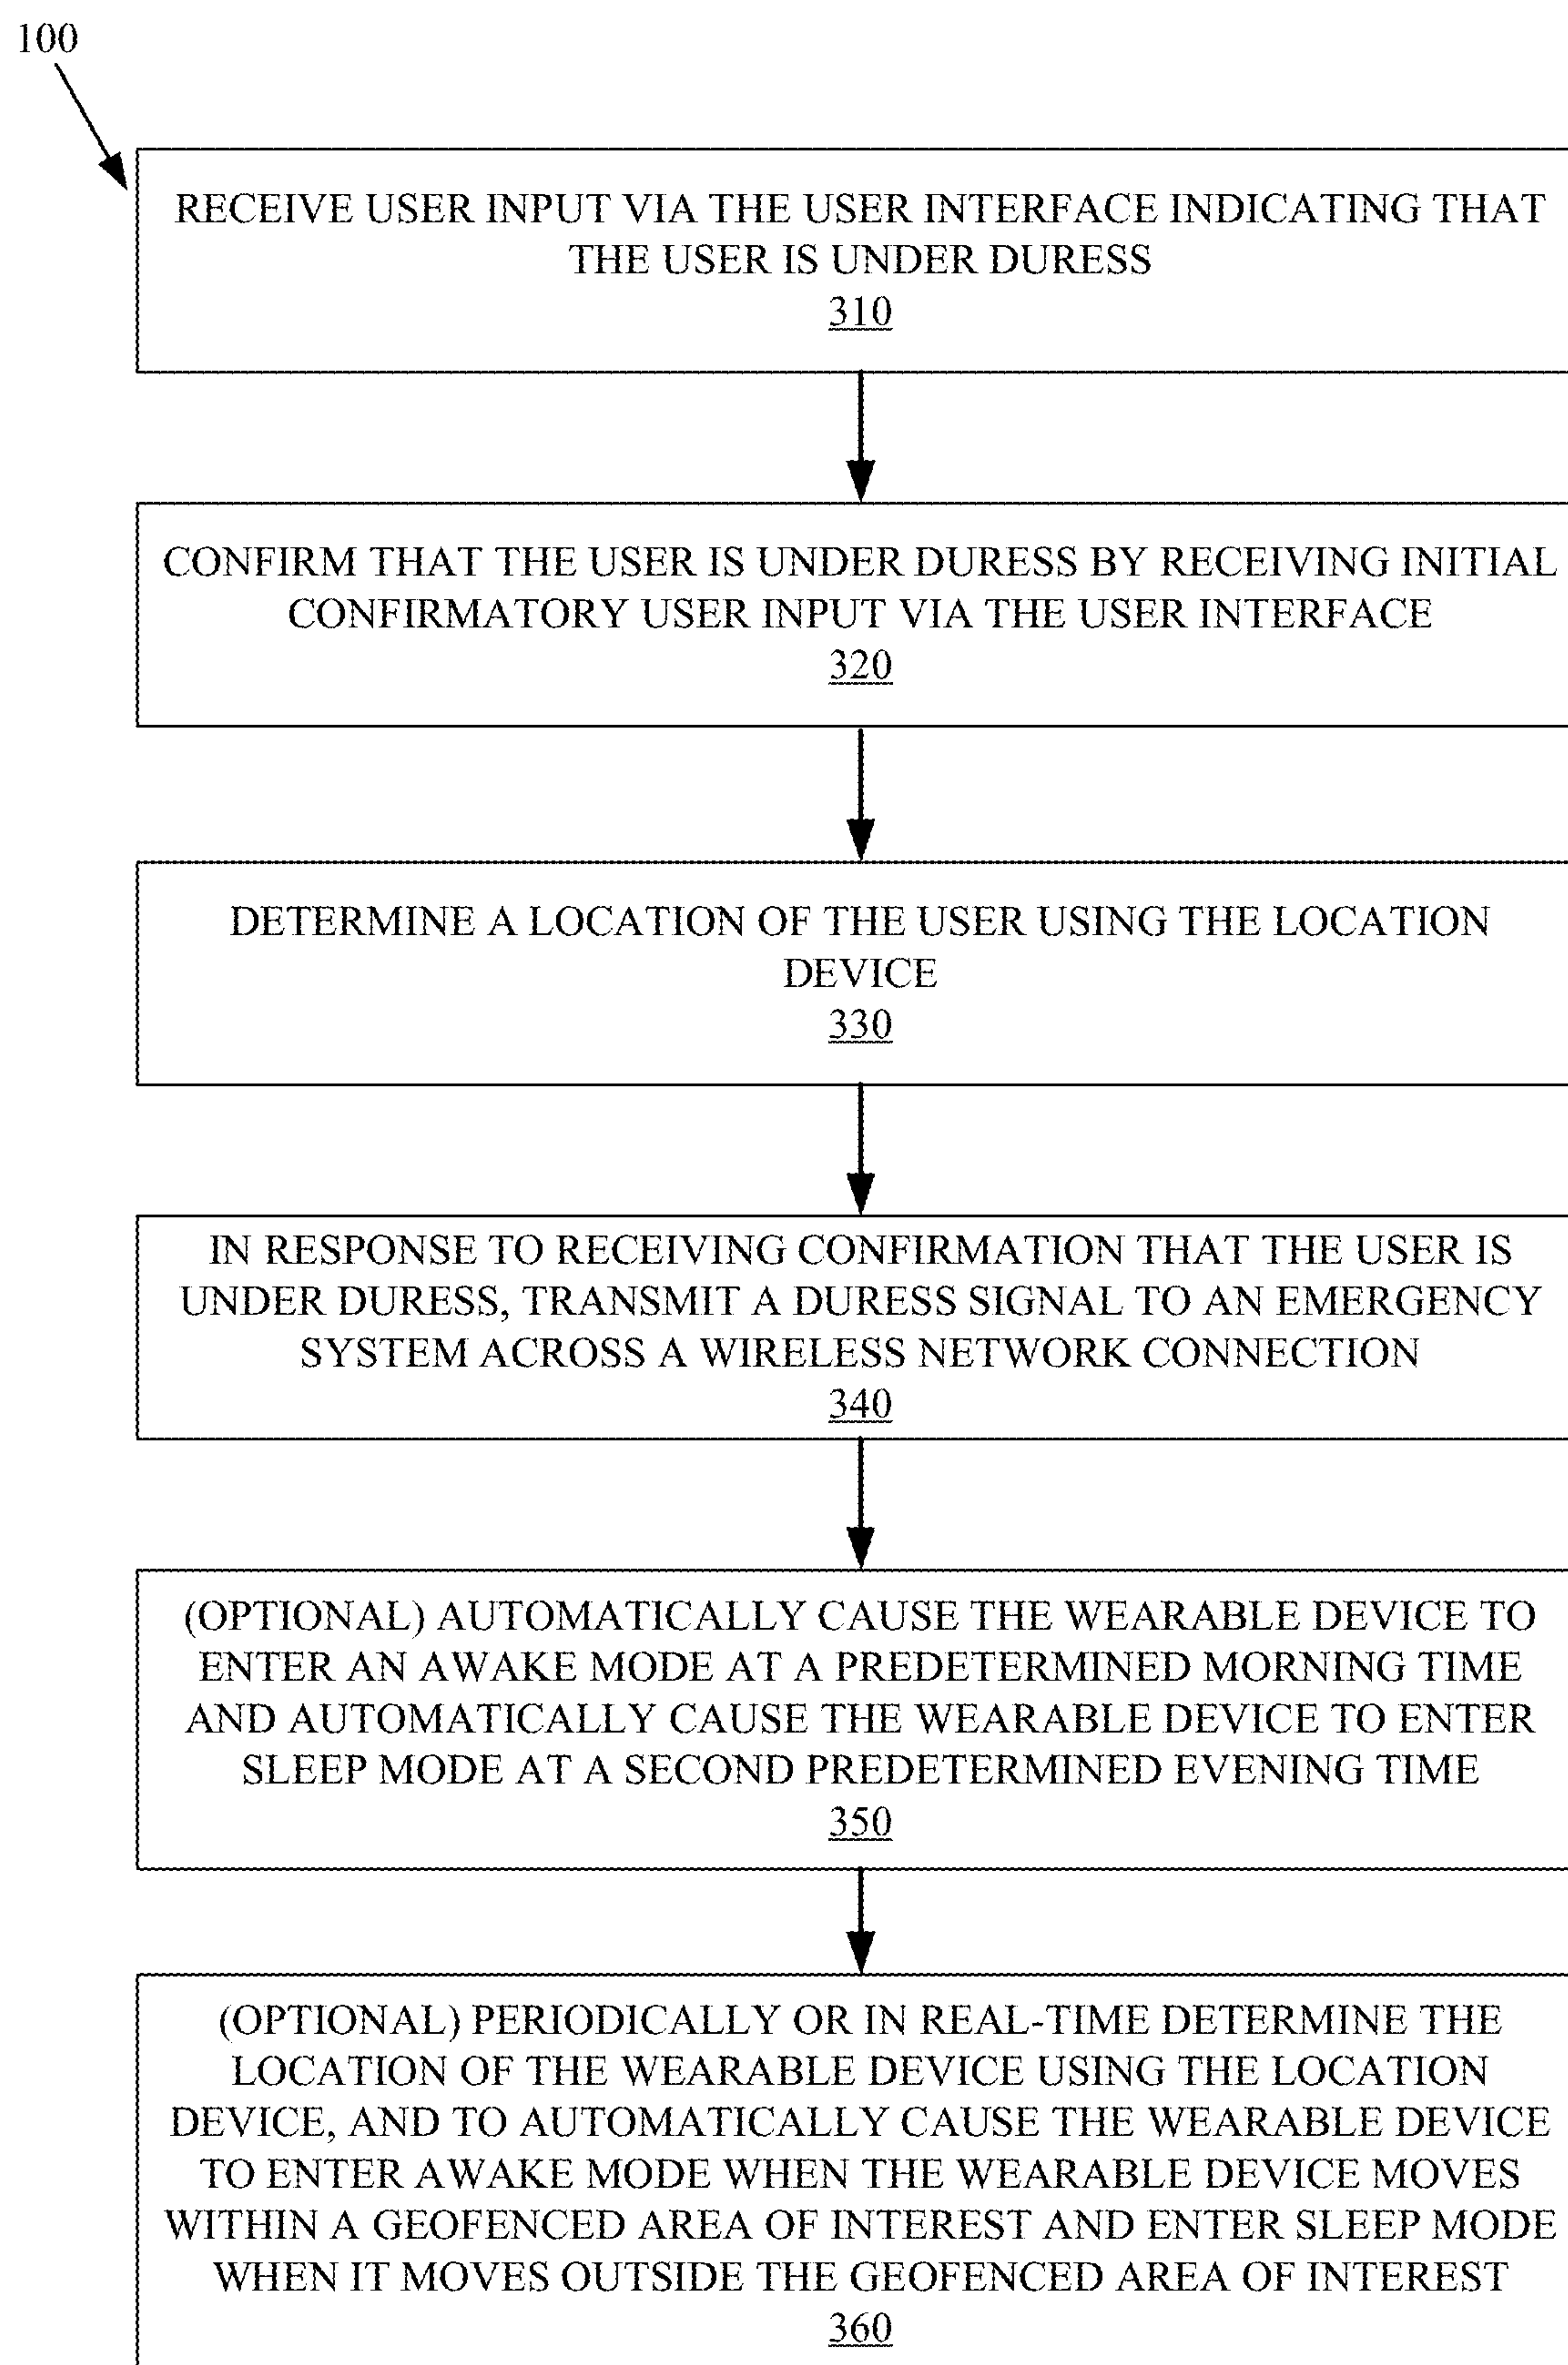 100
RECEIVE USER INPUT VIA THE USER INTERFACE INDICATING THAT
THE USER IS UNDER DURESS
310
CONFIRM THAT THE USER IS UNDER DURESS BY RECEIVING INITIAL
CONFIRMATORY USER INPUT VIA THE USER INTERFACE
320
DETERMINE A LOCATION OF THE USER USING THE LOCATION
DEVICE
330
IN RESPONSE TO RECEIVING CONFIRMATION THAT THE USER IS
UNDER DURESS, TRANSMIT A DURESS SIGNAL TO AN EMERGENCY
SYSTEM ACROSS A WIRELESS NETWORK CONNECTION
340
(OPTIONAL) AUTOMATICALLY CAUSE THE WEARABLE DEVICE TO
ENTER AN AWAKE MODE AT A PREDETERMINED MORNING TIME
AND AUTOMATICALLY CAUSE THE WEARABLE DEVICE TO ENTER
SLEEP MODE AT A SECOND PREDETERMINED EVENING TIME
350
(OPTIONAL) PERIODICALLY OR IN REAL-TIME DETERMINE THE
LOCATION OF THE WEARABLE DEVICE USING THE LOCATION
DEVICE, AND TO AUTOMATICALLY CAUSE THE WEARABLE DEVICE
TO ENTER AWAKE MODE WHEN THE WEARABLE DEVICE MOVES
WITHIN A GEOFENCED AREA OF INTEREST AND ENTER SLEEP MODE
WHEN IT MOVES OUTSIDE THE GEOFENCED AREA OF INTEREST
360